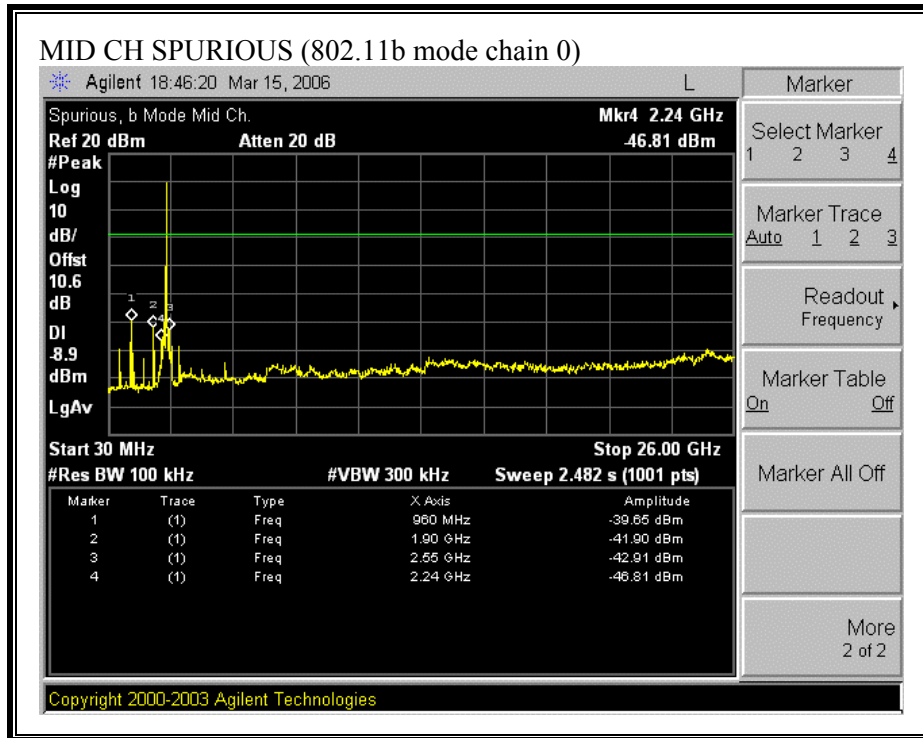 MID CH SPURIOUS (802.11b mode chain 0)
Agilent 18:46:20 Mar 15, 2006 L
Spurious, b Mode Mid Ch. Mkr4 2.24 GHz
Ref 20 dBm Atten 20 dB -46.81 dBm
#Peak
Log
10
dB/
Offst
10.6
dB
DI
-8.9
dBm
LgAv
1 2 3
4
Start 30 MHz Stop 26.00 GHz
#Res BW 100 kHz #VBW 300 kHz Sweep 2.482 s (1001 pts)
Marker Trace Type X Axis Amplitude
1 (1) Freq 960 MHz -39.65 dBm
2 (1) Freq 1.90 GHz -41.90 dBm
3 (1) Freq 2.55 GHz -42.91 dBm
4 (1) Freq 2.24 GHz -46.81 dBm
Marker
Select Marker
1 2 3 4
Marker Trace
Auto 1 2 3
Readout
Frequency
Marker Table
On Off
Marker All Off
More
2 of 2
Copyright 2000-2003 Agilent Technologies